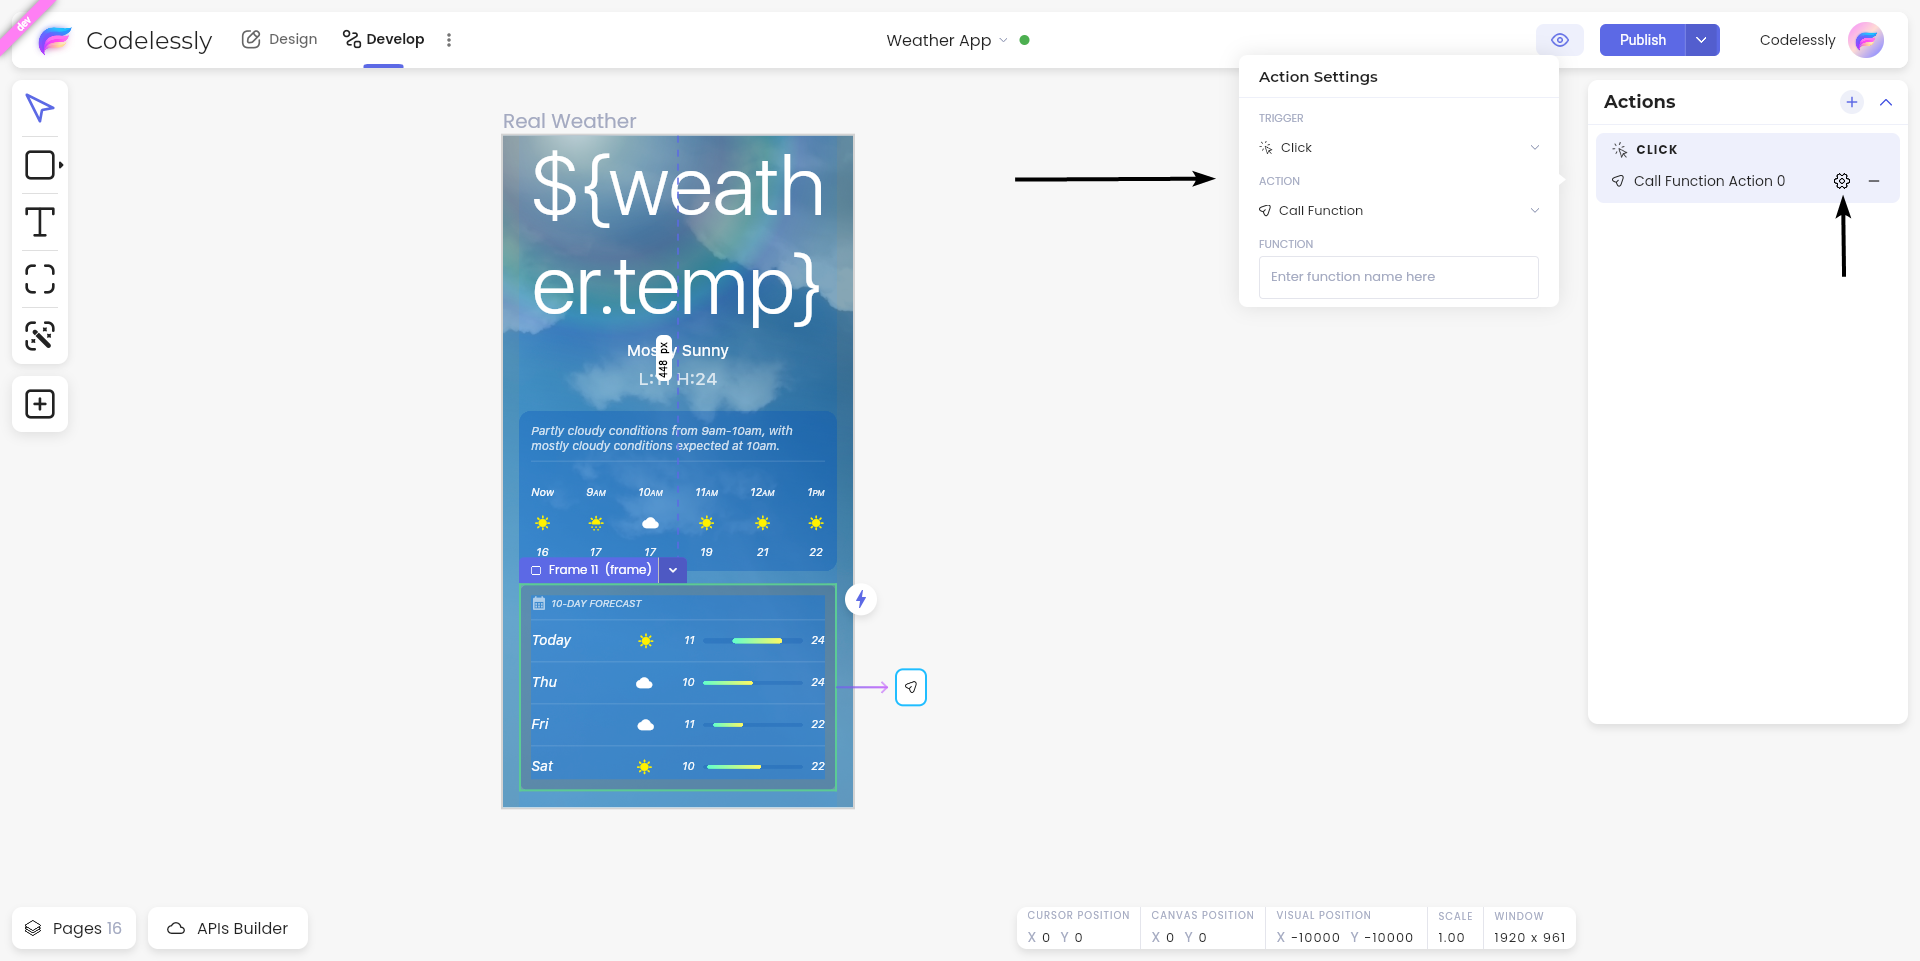 dev
Codelessly
Design
Develop
Weather App
Publish
Codelessly
Action Settings
TRIGGER
Click
ACTION
Call Function
FUNCTION
Enter function name here
Actions
CLICK
Call Function Action 0
Real Weather
${weath
er.temp}
Mostly Sunny
448 px
H:24
Partly cloudy conditions from 9am-10am, with
mostly cloudy conditions expected at 10am.
Now 9AM 10AM 11AM 12AM 1PM
16 17 17 19 21 22
Frame 11 (frame)
10-DAY FORECAST
Today 11 24
Thu 10 24
Fri 11 22
Sat 10 22
Pages 16
APIs Builder
CURSOR POSITION CANVAS POSITION VISUAL POSITION SCALE WINDOW
X 0 Y 0 X 0 Y 0 X -10000 Y -10000 1.00 1920 x 961